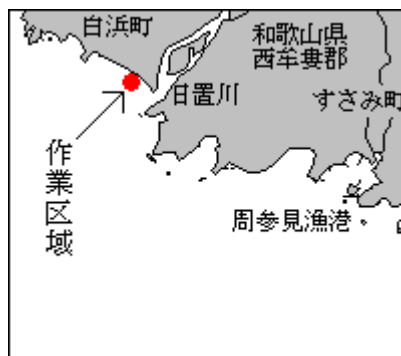 白浜町
和歌山県
西牟婁郡
日置川
すさみ町
作業区域
周参見漁港